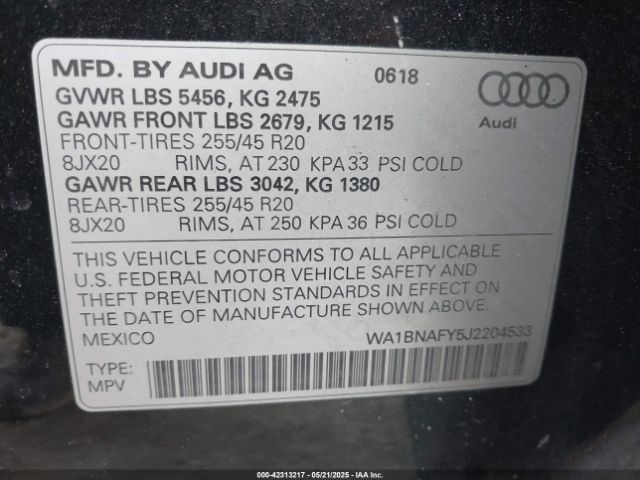 MFD. BY AUDI AG 0618
GVWR LBS 5456, KG 2475
GAWR FRONT LBS 2679, KG 1215
Audi
FRONT-TIRES 255/45 R20
8JX20 RIMS, AT 230 KPA 33 PSI COLD
GAWR REAR LBS 3042, KG 1380
REAR-TIRES 255/45 R20
8JX20 RIMS, AT 250 KPA 36 PSI COLD
THIS VEHICLE CONFORMS TO ALL APPLICABLE
U.S. FEDERAL MOTOR VEHICLE SAFETY AND
THEFT PREVENTION STANDARDS IN EFFECT ON
THE DATE OF MANUFACTURE SHOWN ABOVE.
MEXICO WA1BNAFY5J2204533
TYPE:
MPV
000-42313217 - 05/21/2025 - IAA Inc.